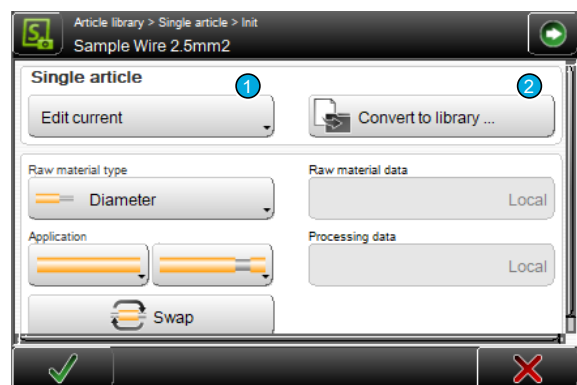 Article library > Single article > Init
Sample Wire 2.5mm2
Single article
1
2
Edit current
Convert to library ...
Raw material type
Raw material data
Diameter
Local
Application
Processing data
Local
Swap